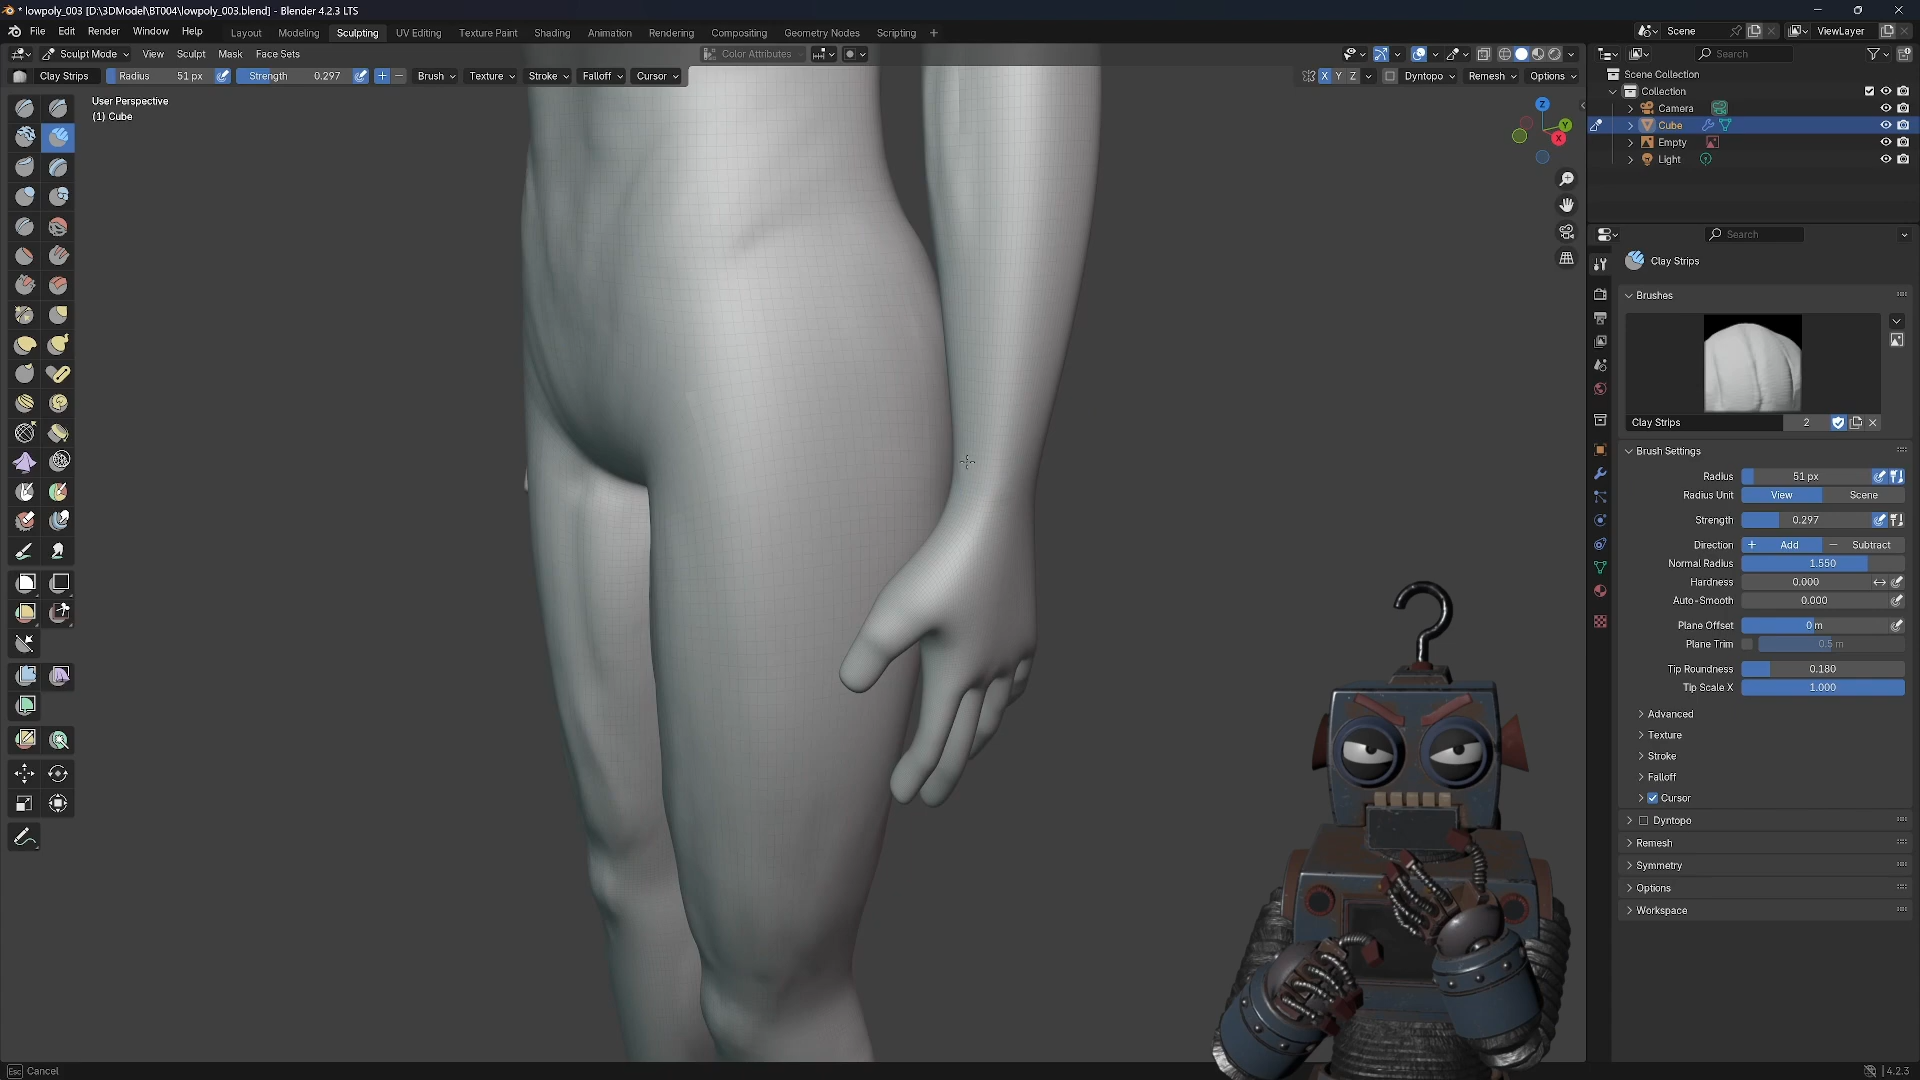 * lowpoly_003 [D:\3DModel\BT004\lowpoly_003.blend] - Blender 4.2.3 LTS
File Edit Render Window Help Layout Modeling Sculpting UV Editing Texture Paint Shading Animation Rendering Compositing Geometry Nodes Scripting + Scene ViewLayer
Sculpt Mode View Sculpt Mask Face Sets Color Attributes Search
Clay Strips Radius 51 px Strength 0.297 + − Brush Texture Stroke Falloff Cursor X Y Z Dyntopo Remesh Options
User Perspective
(1) Cube
Z
Y
X
Scene Collection
Collection
Camera
Cube
Empty
Light
Search
Clay Strips
Brushes
Clay Strips 2
Brush Settings
Radius 51 px
Radius Unit View Scene
Strength 0.297
Direction + Add − Subtract
Normal Radius 1.550
Hardness 0.000
Auto-Smooth 0.000
Plane Offset 0 m
Plane Trim 0.5 m
Tip Roundness 0.180
Tip Scale X 1.000
Advanced
Texture
Stroke
Falloff
Cursor
Dyntopo
Remesh
Symmetry
Options
Workspace
Esc Cancel
4.2.3